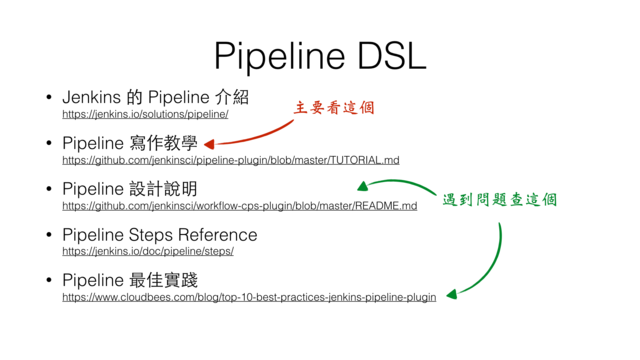 Pipeline DSL
• Jenkins 的 Pipeline 介紹
https://jenkins.io/solutions/pipeline/
主要看這個
• Pipeline 寫作教學
https://github.com/jenkinsci/pipeline-plugin/blob/master/TUTORIAL.md
• Pipeline 設計說明
https://github.com/jenkinsci/workflow-cps-plugin/blob/master/README.md
遇到問題查這個
• Pipeline Steps Reference
https://jenkins.io/doc/pipeline/steps/
• Pipeline 最佳實踐
https://www.cloudbees.com/blog/top-10-best-practices-jenkins-pipeline-plugin